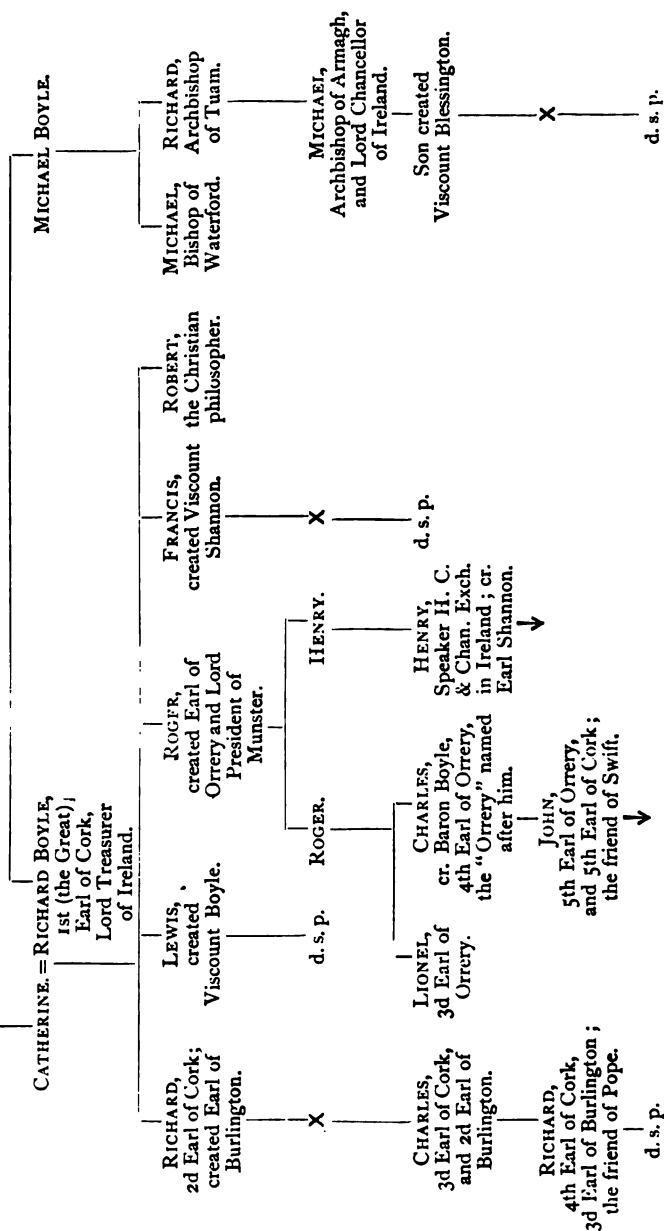 CATHERINE. = RICHARD BOYLE,
1st (the Great),
Earl of Cork,
Lord Treasurer
of Ireland.
MICHAEL BOYLE.
RICHARD,
2d Earl of Cork;
created Earl of
Burlington.
LEWIS,
created
Viscount Boyle.
ROGER,
created Earl of
Orrery and Lord
President of
Munster.
FRANCIS,
created Viscount
Shannon.
ROBERT,
the Christian
philosopher.
MICHAEL,
Bishop of
Waterford.
RICHARD,
Archbishop
of Tuam.
X
d. s. p.
ROGER.
HENRY.
X
MICHAEL,
Archbishop of Armagh,
and Lord Chancellor
of Ireland.
CHARLES,
3d Earl of Cork,
and 2d Earl of
Burlington.
LIONEL,
3d Earl of
Orrery.
CHARLES,
cr. Baron Boyle,
4th Earl of Orrery,
the "Orrery" named
after him.
HENRY,
Speaker H. C.
& Chan. Exch.
in Ireland; cr.
Earl Shannon.
d. s. p.
Son created
Viscount Blessington.
RICHARD,
4th Earl of Cork,
3d Earl of Burlington;
the friend of Pope.
JOHN,
5th Earl of Orrery,
and 5th Earl of Cork;
the friend of Swift.
X
d. s. p.
d. s. p.